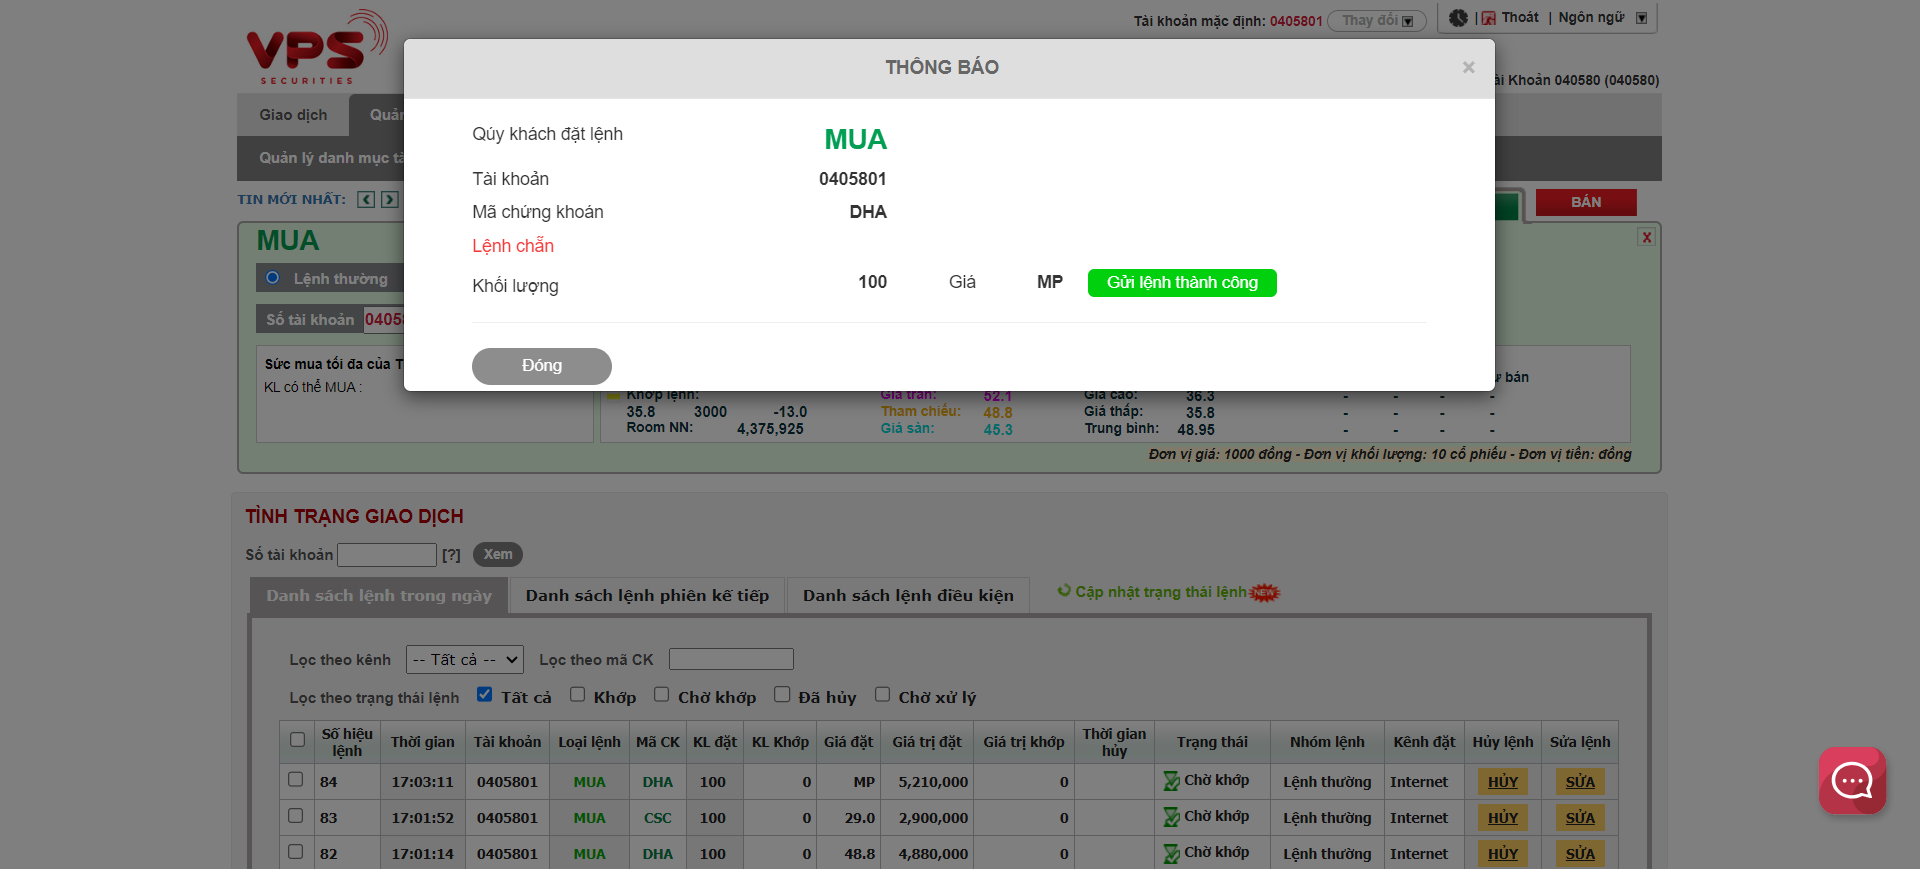 VPS
SECURITIES
Tài khoản mặc định: 0405801 Thay đổi | Thoát | Ngôn ngữ
ài Khoản 040580 (040580)
THÔNG BÁO ×
Giao dịch Quản
Quản lý danh mục tà
TIN MỚI NHẤT:
Qúy khách đặt lệnh MUA
Tài khoản 0405801
Mã chứng khoán DHA
Lệnh chẵn
Khối lượng 100 Giá MP Gửi lệnh thành công
Đóng
BÁN
MUA X
Lệnh thường
Số tài khoản 0405
Sức mua tối đa của T
KL có thể MUA :
ư bán
Khớp lệnh: Giá trần: 52.1 Giá cao: 36.3 - - - -
35.8 3000 -13.0 Tham chiếu: 48.8 Giá thấp: 35.8 - - - -
Room NN: 4,375,925 Giá sàn: 45.3 Trung bình: 48.95 - - - -
Đơn vị giá: 1000 đồng - Đơn vị khối lượng: 10 cổ phiếu - Đơn vị tiền: đồng
TÌNH TRẠNG GIAO DỊCH
Số tài khoản [?] Xem
Danh sách lệnh trong ngày Danh sách lệnh phiên kế tiếp Danh sách lệnh điều kiện Cập nhật trạng thái lệnh NEW
Lọc theo kênh -- Tất cả -- Lọc theo mã CK
Lọc theo trạng thái lệnh Tất cả Khớp Chờ khớp Đã hủy Chờ xử lý
Số hiệu lệnh Thời gian Tài khoản Loại lệnh Mã CK KL đặt KL Khớp Giá đặt Giá trị đặt Giá trị khớp Thời gian hủy Trạng thái Nhóm lệnh Kênh đặt Hủy lệnh Sửa lệnh
84 17:03:11 0405801 MUA DHA 100 0 MP 5,210,000 0 Chờ khớp Lệnh thường Internet HỦY SỬA
83 17:01:52 0405801 MUA CSC 100 0 29.0 2,900,000 0 Chờ khớp Lệnh thường Internet HỦY SỬA
82 17:01:14 0405801 MUA DHA 100 0 48.8 4,880,000 0 Chờ khớp Lệnh thường Internet HỦY SỬA